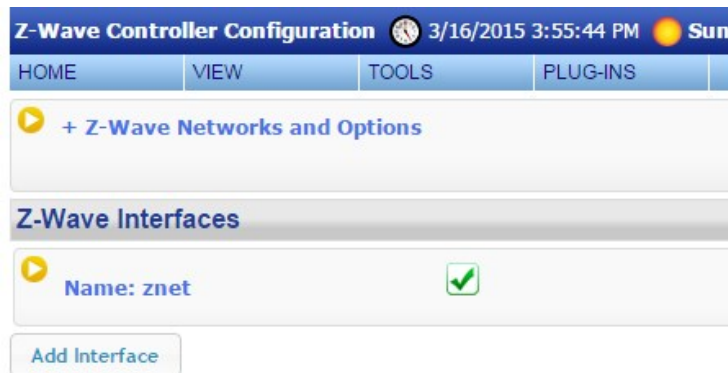 Z-Wave Controller Configuration 3/16/2015 3:55:44 PM Sun
HOME VIEW TOOLS PLUG-INS
+ Z-Wave Networks and Options
Z-Wave Interfaces
Name: znet
Add Interface